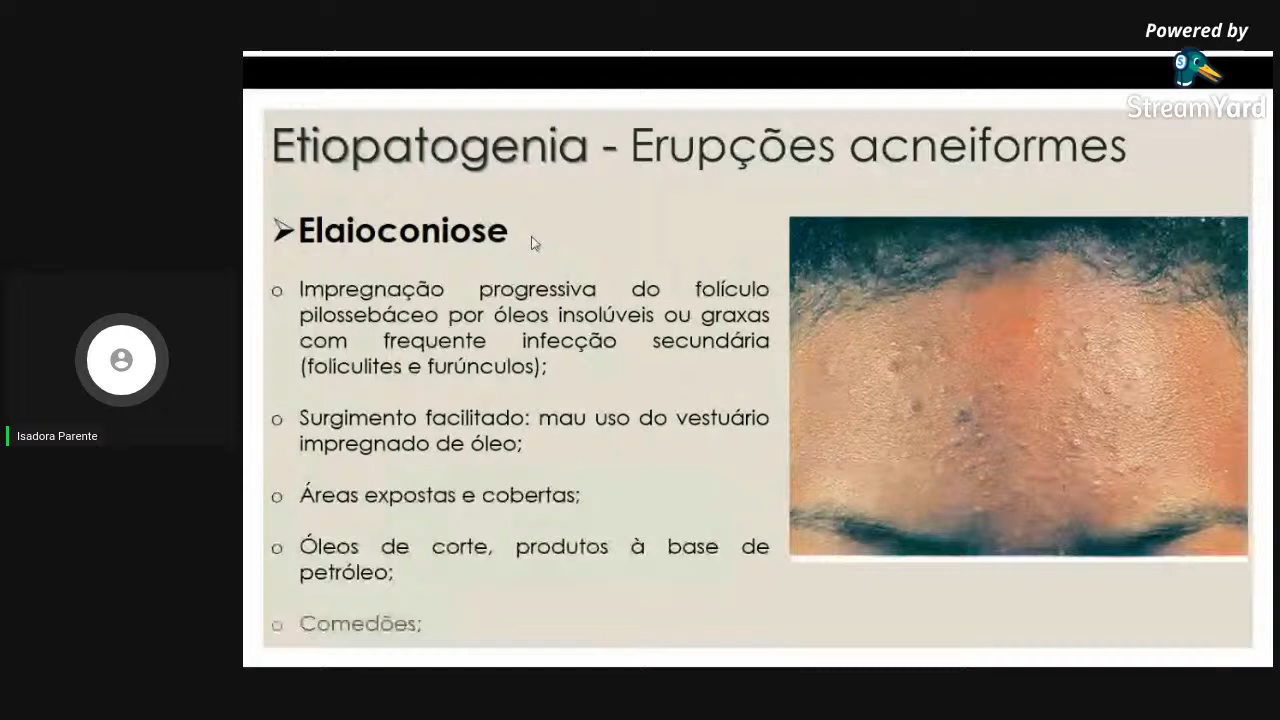 Powered by
StreamYard
Etiopatogenia - Erupções acneiformes
➢Elaioconiose
o Impregnação progressiva do folículo
pilossebáceo por óleos insolúveis ou graxas
com frequente infecção secundária
(foliculites e furúnculos);
o Surgimento facilitado: mau uso do vestuário
impregnado de óleo;
o Áreas expostas e cobertas;
o Óleos de corte, produtos à base de
petróleo;
o Comedões;
Isadora Parente